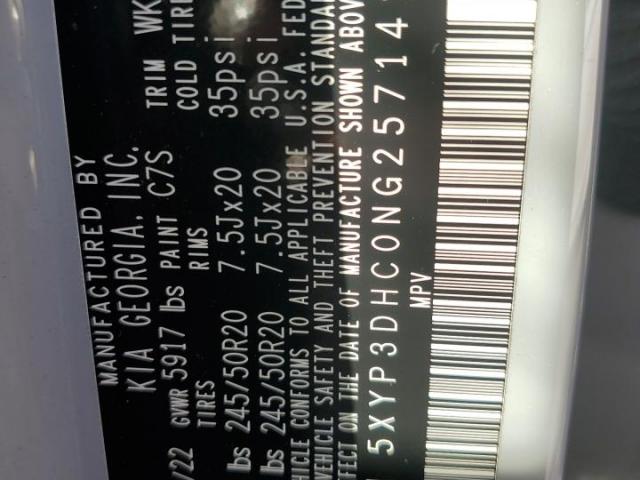 MANUFACTURED BY
KIA GEORGIA, INC.
/22 GVWR 5917 lbs PAINT C7S TRIM WK
TIRES RIMS COLD TIRE
lbs 245/50R20 7.5Jx20 35psi
lbs 245/50R20 7.5Jx20 35psi
HICLE CONFORMS TO ALL APPLICABLE U.S.A. FED
VEHICLE SAFETY AND THEFT PREVENTION STANDAR
FECT ON THE DATE OF MANUFACTURE SHOWN ABOV
5XYP3DHC0NG25714
MPV